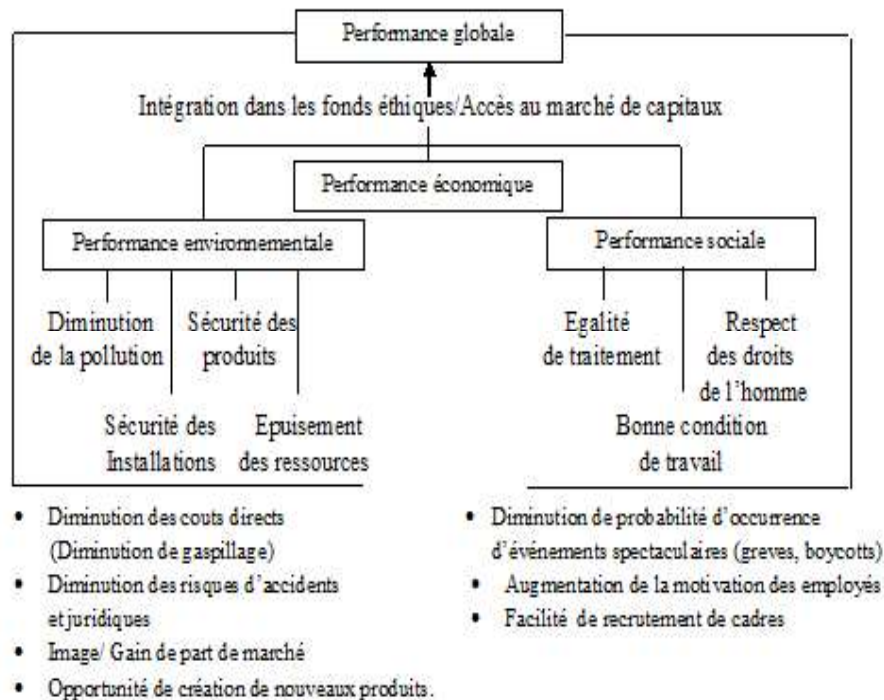 Performance globale
Intégration dans les fonds éthiques/Accès au marché de capitaux
Performance économique
Performance environnementale
Performance sociale
Diminution
de la pollution
Sécurité des
produits
Sécurité des
Installations
Epuisement
des ressources
Egalité
de traitement
Respect
des droits
de l'homme
Bonne condition
de travail
• Diminution des couts directs
(Diminution de gaspillage)
• Diminution des risques d'accidents
et juridiques
• Image/ Gain de part de marché
• Opportunité de création de nouveaux produits.
• Diminution de probabilité d'occurrence
d'événements spectaculaires (greves, boycotts)
• Augmentation de la motivation des employés
• Facilité de recrutement de cadres